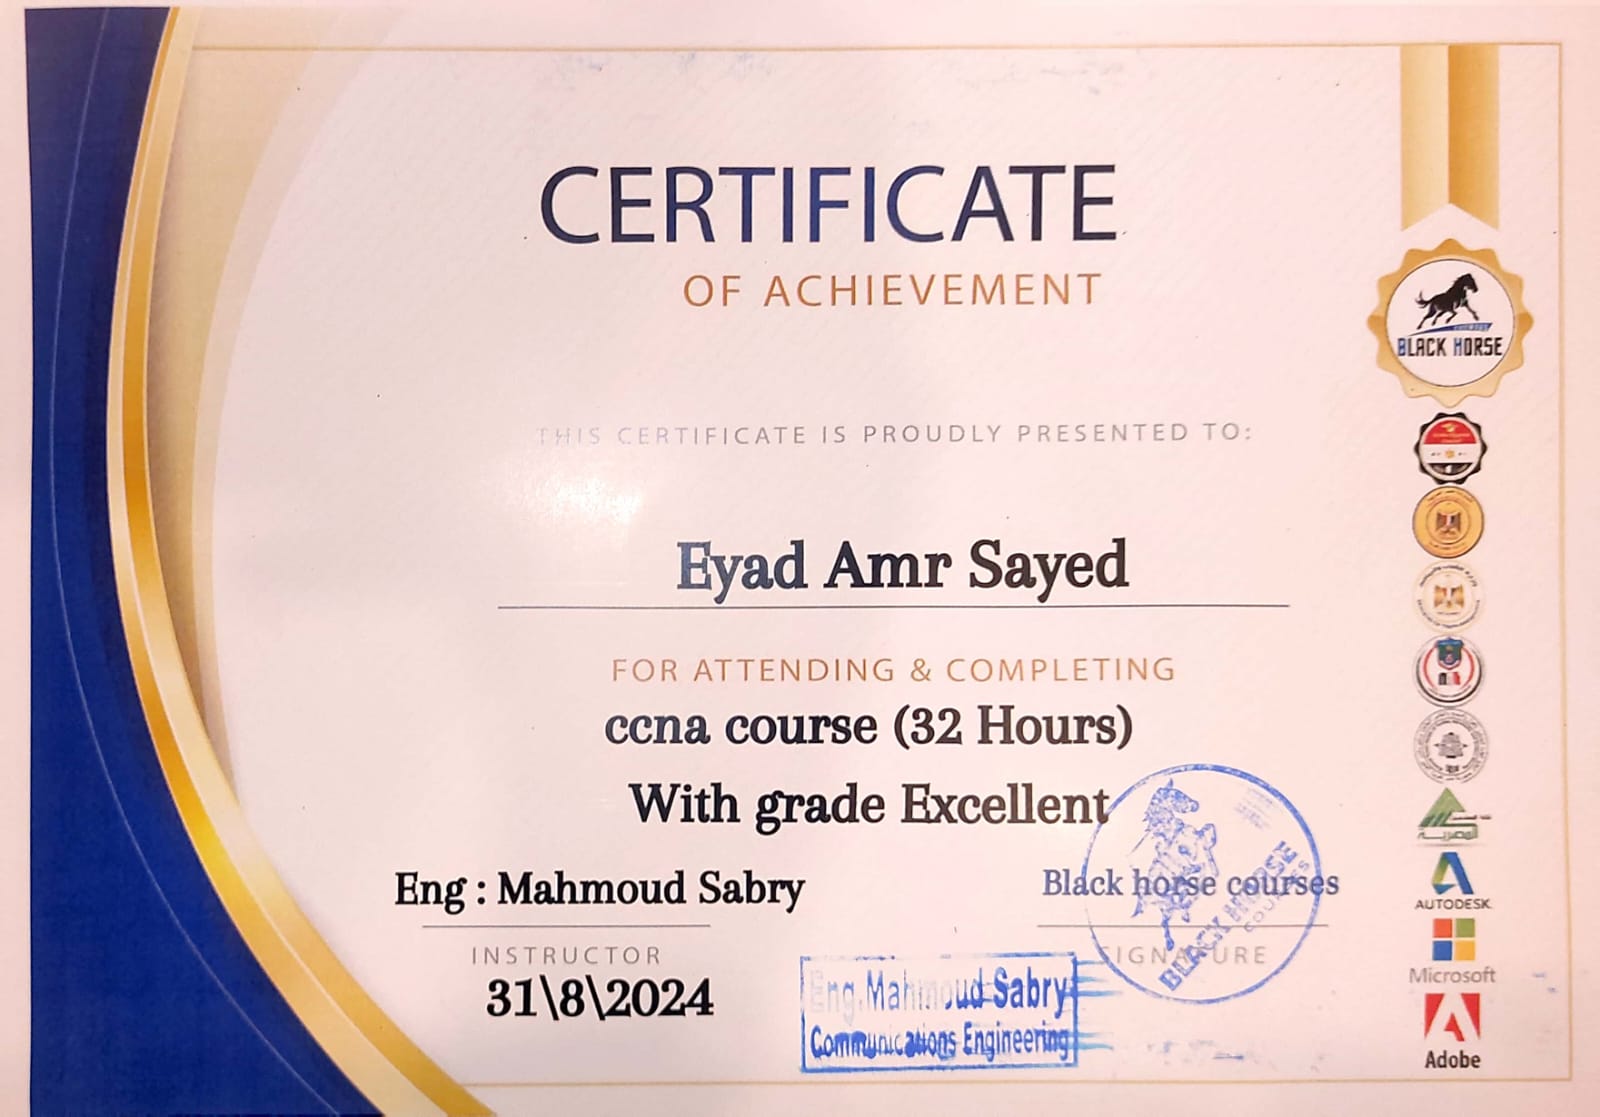 CERTIFICATE
OF ACHIEVEMENT
BLACK HORSE
THIS CERTIFICATE IS PROUDLY PRESENTED TO:
Eyad Amr Sayed
FOR ATTENDING & COMPLETING
ccna course (32 Hours)
With grade Excellent
Eng : Mahmoud Sabry
INSTRUCTOR
31\8\2024
Black horse courses
SIGNATURE
BLACK HORSE
COURSES
Eng.Mahmoud Sabry
Communications Engineering
المصرية
AUTODESK.
Microsoft
Adobe